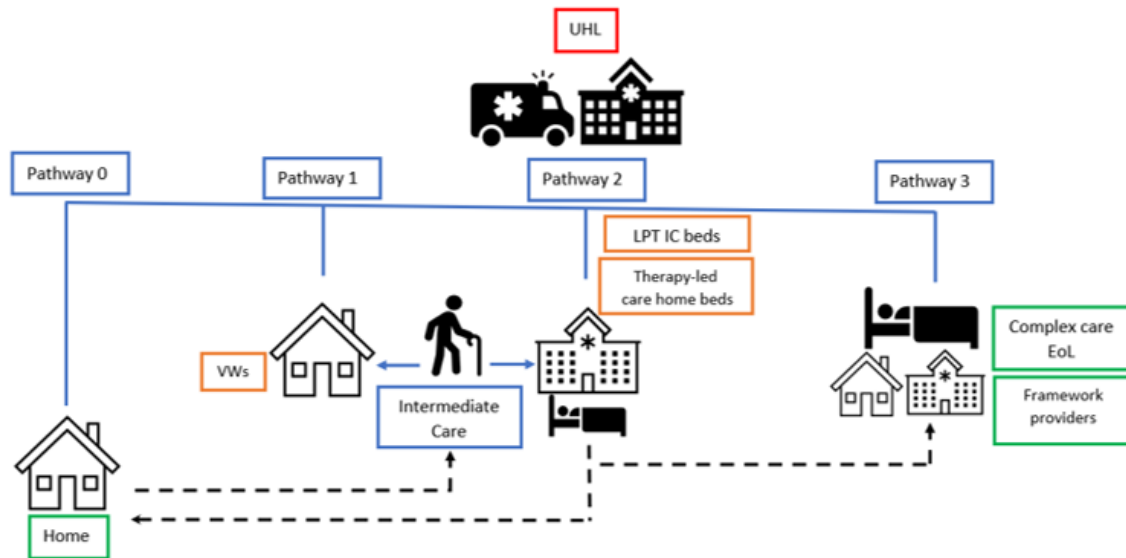 UHL
Pathway 0
Pathway 1
Pathway 2
Pathway 3
LPT IC beds
Therapy-led
care home beds
VWs
Intermediate
Care
Complex care
EoL
Framework
providers
Home